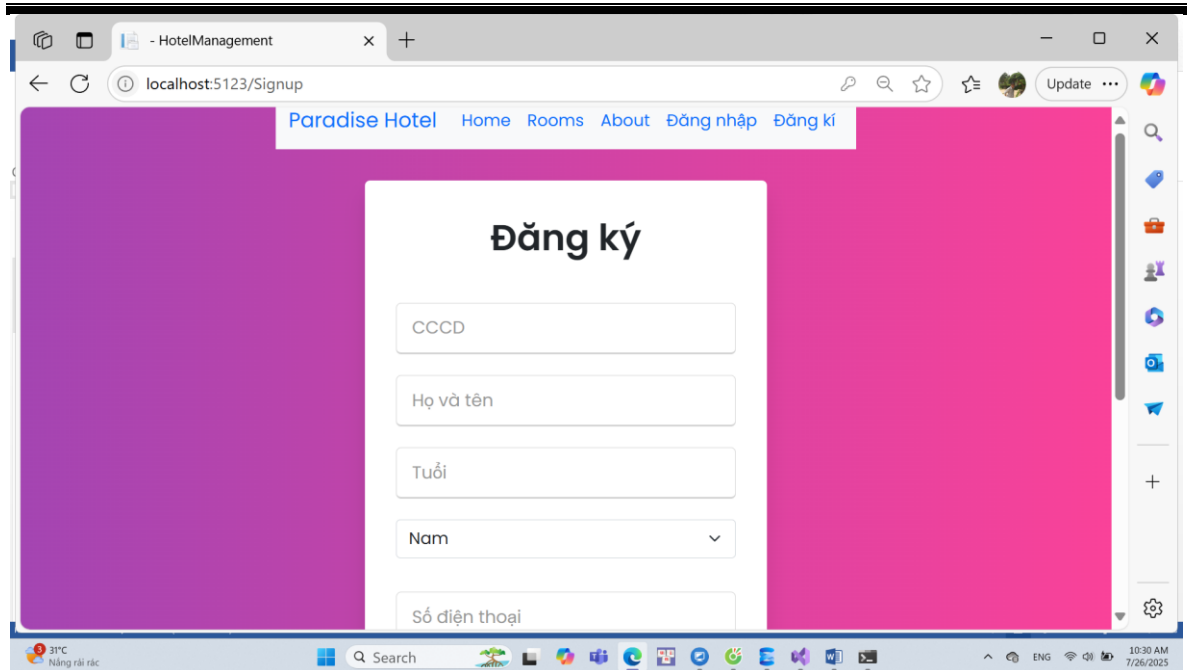 - HotelManagement
localhost:5123/Signup
Update
Paradise Hotel Home Rooms About Đăng nhập Đăng kí
Đăng ký
CCCD
Họ và tên
Tuổi
Nam
Số điện thoại
3
31°C
Nắng rải rác
Search
ENG
10:30 AM
7/26/2025